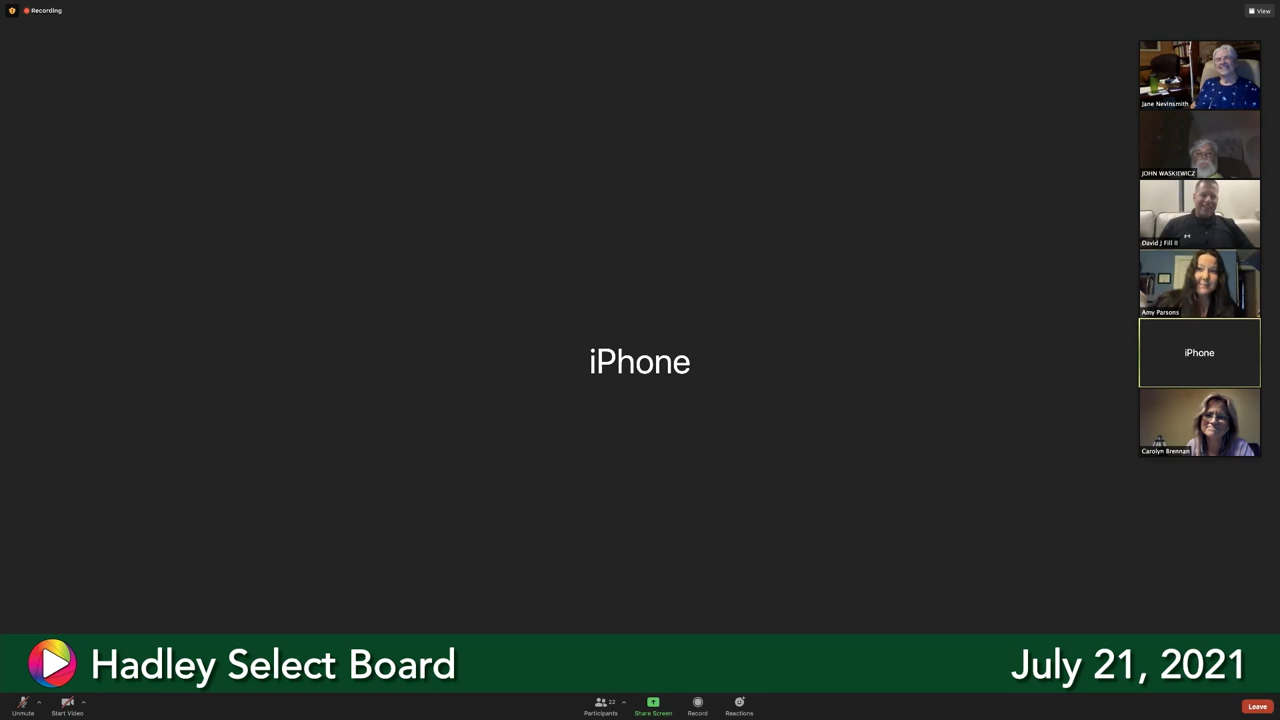 Recording
View
Jane Nevinsmith
JOHN WASKIEWICZ
David J Fill II
Amy Parsons
iPhone
Carolyn Brennan
iPhone
Hadley Select Board
July 21, 2021
Unmute
Start Video
Participants
22
Share Screen
Record
Reactions
Leave